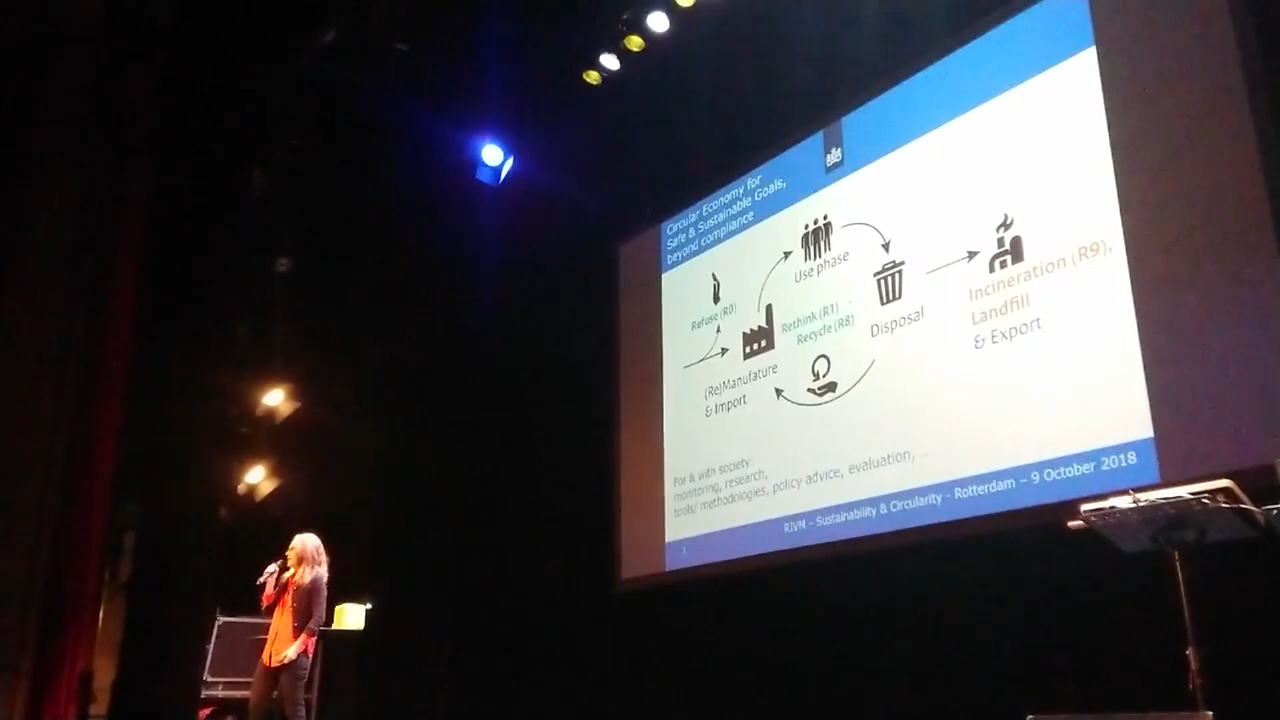 Circular Economy for
Safe & Sustainable Goals,
beyond compliance
Use phase
Refuse (R0)
Rethink (R1)
Recycle (R8)
Disposal
Incineration (R9),
Landfill
& Export
(Re)Manufature
& Import
For & with society:
monitoring, research,
tools/ methodologies, policy advice, evaluation,
RIVM – Sustainability & Circularity - Rotterdam – 9 October 2018
1